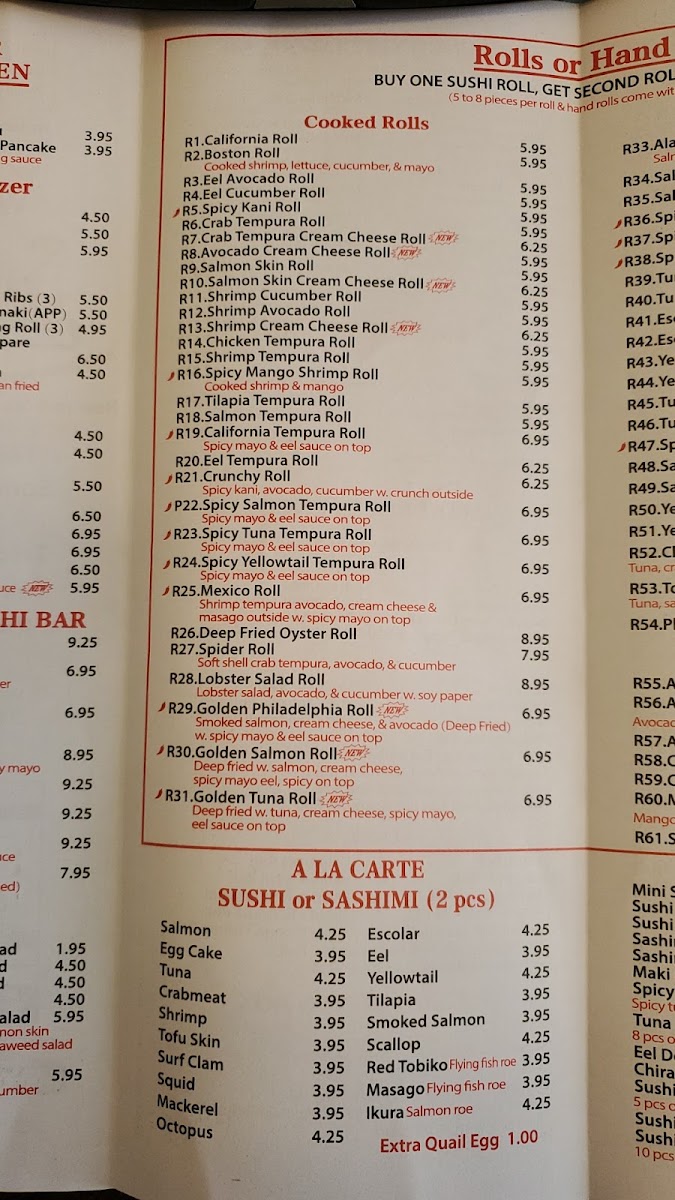 EN
Pancake 3.95
g sauce 3.95
zer
4.50
5.50
5.95
Ribs (3) 5.50
naki(APP) 5.50
ng Roll (3) 4.95
pare
6.50
4.50
an fried
4.50
4.50
5.50
6.50
6.95
6.95
6.50
uce NEW 5.95
HI BAR
9.25
6.95
er
6.95
8.95
y mayo
9.25
9.25
9.25
ice
7.95
ed)
ad 1.95
d 4.50
d 4.50
4.50
alad 5.95
non skin
aweed salad
5.95
umber
Rolls or Hand
BUY ONE SUSHI ROLL, GET SECOND ROL
(5 to 8 pieces per roll & hand rolls come wit
Cooked Rolls
R1.California Roll 5.95
R2.Boston Roll 5.95
Cooked shrimp, lettuce, cucumber, & mayo
R3.Eel Avocado Roll 5.95
R4.Eel Cucumber Roll 5.95
R5.Spicy Kani Roll 5.95
R6.Crab Tempura Roll 5.95
R7.Crab Tempura Cream Cheese Roll NEW 6.25
R8.Avocado Cream Cheese Roll NEW 5.95
R9.Salmon Skin Roll 5.95
R10.Salmon Skin Cream Cheese Roll NEW 6.25
R11.Shrimp Cucumber Roll 5.95
R12.Shrimp Avocado Roll 5.95
R13.Shrimp Cream Cheese Roll NEW 6.25
R14.Chicken Tempura Roll 5.95
R15.Shrimp Tempura Roll 5.95
R16.Spicy Mango Shrimp Roll 5.95
Cooked shrimp & mango
R17.Tilapia Tempura Roll 5.95
R18.Salmon Tempura Roll 5.95
R19.California Tempura Roll 6.95
Spicy mayo & eel sauce on top
R20.Eel Tempura Roll 6.25
R21.Crunchy Roll 6.25
Spicy kani, avocado, cucumber w. crunch outside
P22.Spicy Salmon Tempura Roll 6.95
Spicy mayo & eel sauce on top
R23.Spicy Tuna Tempura Roll 6.95
Spicy mayo & eel sauce on top
R24.Spicy Yellowtail Tempura Roll 6.95
Spicy mayo & eel sauce on top
R25.Mexico Roll 6.95
Shrimp tempura avocado, cream cheese &
masago outside w. spicy mayo on top
R26.Deep Fried Oyster Roll 8.95
R27.Spider Roll 7.95
Soft shell crab tempura, avocado, & cucumber
R28.Lobster Salad Roll 8.95
Lobster salad, avocado, & cucumber w. soy paper
R29.Golden Philadelphia Roll NEW 6.95
Smoked salmon, cream cheese, & avocado (Deep Fried)
w. spicy mayo & eel sauce on top
R30.Golden Salmon Roll NEW 6.95
Deep fried w. salmon, cream cheese,
spicy mayo eel, spicy on top
R31.Golden Tuna Roll NEW 6.95
Deep fried w. tuna, cream cheese, spicy mayo,
eel sauce on top
A LA CARTE
SUSHI or SASHIMI (2 pcs)
Salmon 4.25 Escolar 4.25
Egg Cake 3.95 Eel 3.95
Tuna 4.25 Yellowtail 4.25
Crabmeat 3.95 Tilapia 3.95
Shrimp 3.95 Smoked Salmon 3.95
Tofu Skin 3.95 Scallop 4.25
Surf Clam 3.95 Red Tobiko Flying fish roe 3.95
Squid 3.95 Masago Flying fish roe 3.95
Mackerel 3.95 Ikura Salmon roe 4.25
Octopus 4.25 Extra Quail Egg 1.00
R33.Ala
Salm
R34.Sal
R35.Sal
R36.Spi
R37.Sp
R38.Sp
R39.Tu
R40.Tu
R41.Esc
R42.Esc
R43.Ye
R44.Ye
R45.Tu
R46.Tu
R47.Sp
R48.Sa
R49.Sa
R50.Ye
R51.Ye
R52.Cl
Tuna, cr
R53.To
Tuna, sa
R54.Pl
R55.A
R56.A
Avocac
R57.A
R58.C
R59.C
R60.M
Mango
R61.S
Mini S
Sushi
Sushi
Sashi
Sashi
Maki
Spicy
Spicy t
Tuna
8 pcs o
Eel D
Chira
Sushi
5 pcs c
Sushi
Sushi
10 pcs